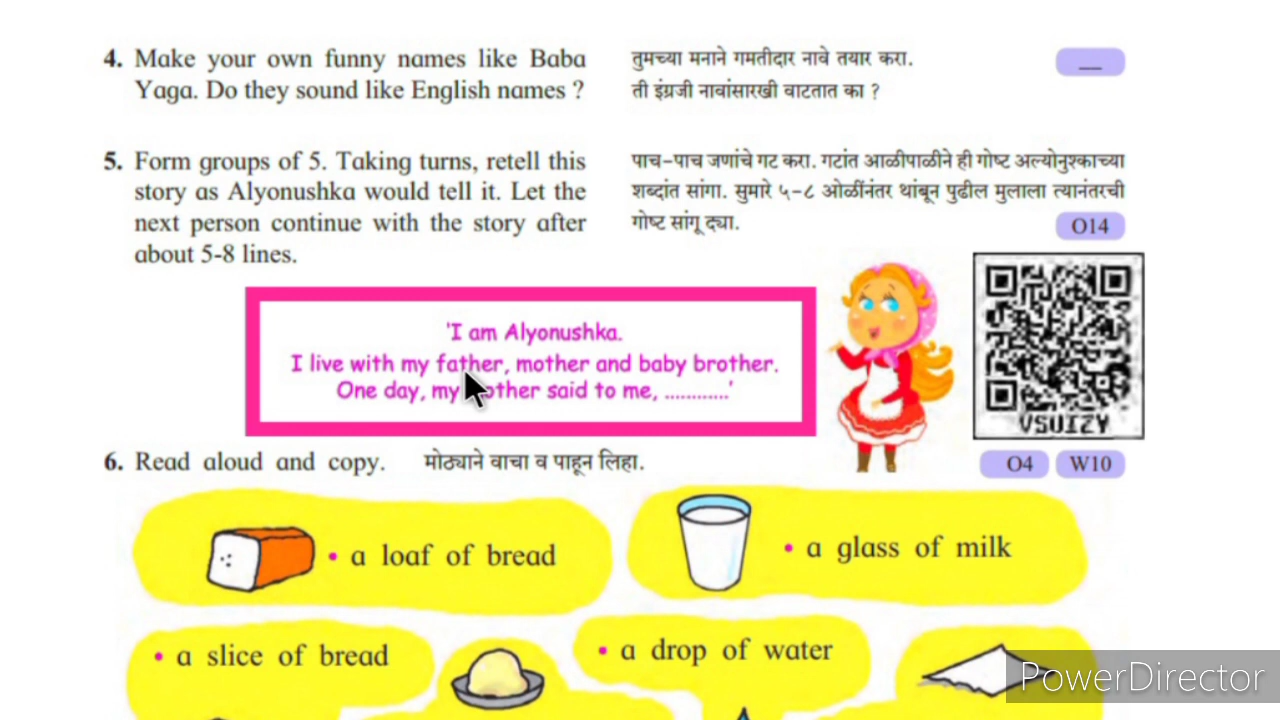 4. Make your own funny names like Baba
Yaga. Do they sound like English names ?
तुमच्या मनाने गमतीदार नावे तयार करा.
ती इंग्रजी नावांसारखी वाटतात का ?
5. Form groups of 5. Taking turns, retell this
story as Alyonushka would tell it. Let the
next person continue with the story after
about 5-8 lines.
पाच-पाच जणांचे गट करा. गटांत आळीपाळीने ही गोष्ट अल्योनुश्काच्या
शब्दांत सांगा. सुमारे ५-८ ओळींनंतर थांबून पुढील मुलाला त्यानंतरची
गोष्ट सांगू द्या.
O14
'I am Alyonushka.
I live with my father, mother and baby brother.
One day, my said to me, ............'
VSUIZY
6. Read aloud and copy. मोठ्याने वाचा व पाहून लिहा.
O4 W10
• a loaf of bread
• a glass of milk
• a slice of bread
• a drop of water
PowerDirector